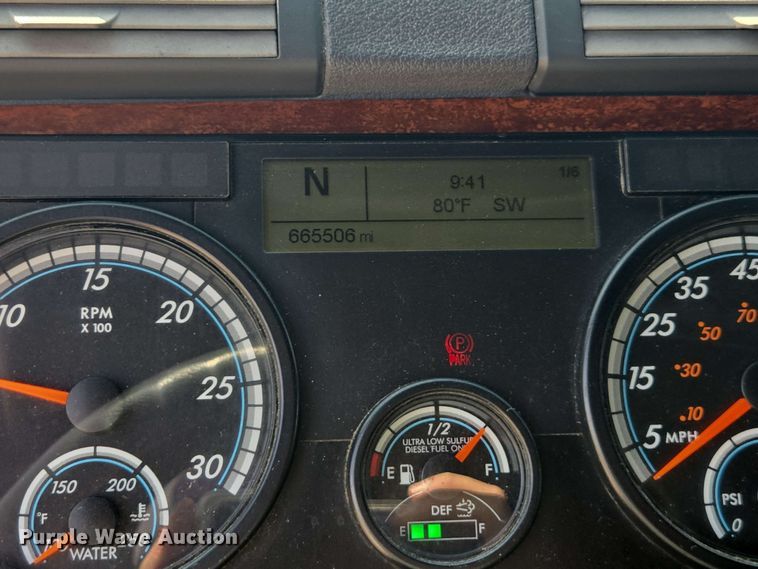 N
9:41
1/6
80°F SW
665506 mi
10
15
20
25
30
RPM
X 100
150
200
°F
WATER
P
PARK
1/2
ULTRA LOW SULFUR
DIESEL FUEL ONLY
E
F
DEF
E
F
5 MPH
15
25
35
45
10
30
50
70
PSI
0
Purple Wave Auction